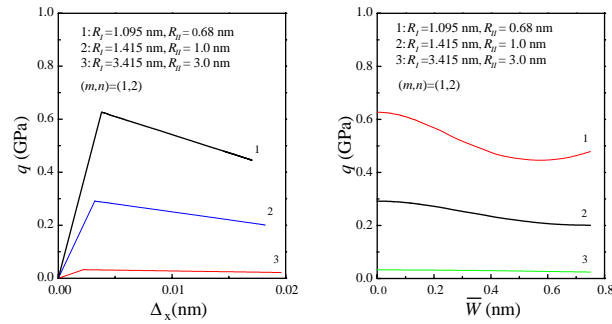 1: R_I=1.095 nm, R_II= 0.68 nm
2: R_I=1.415 nm, R_II= 1.0 nm
3: R_I=3.415 nm, R_II= 3.0 nm
(m,n)=(1,2)
1.0
0.8
0.6
0.4
0.2
0.0
q (GPa)
1
2
3
0.00
0.01
0.02
Δ_x(nm)
1: R_I=1.095 nm, R_II= 0.68 nm
2: R_I=1.415 nm, R_II= 1.0 nm
3: R_I=3.415 nm, R_II= 3.0 nm
(m,n)=(1,2)
1.0
0.8
0.6
0.4
0.2
0.0
q (GPa)
1
2
3
0.0
0.2
0.4
0.6
0.8
W̅ (nm)